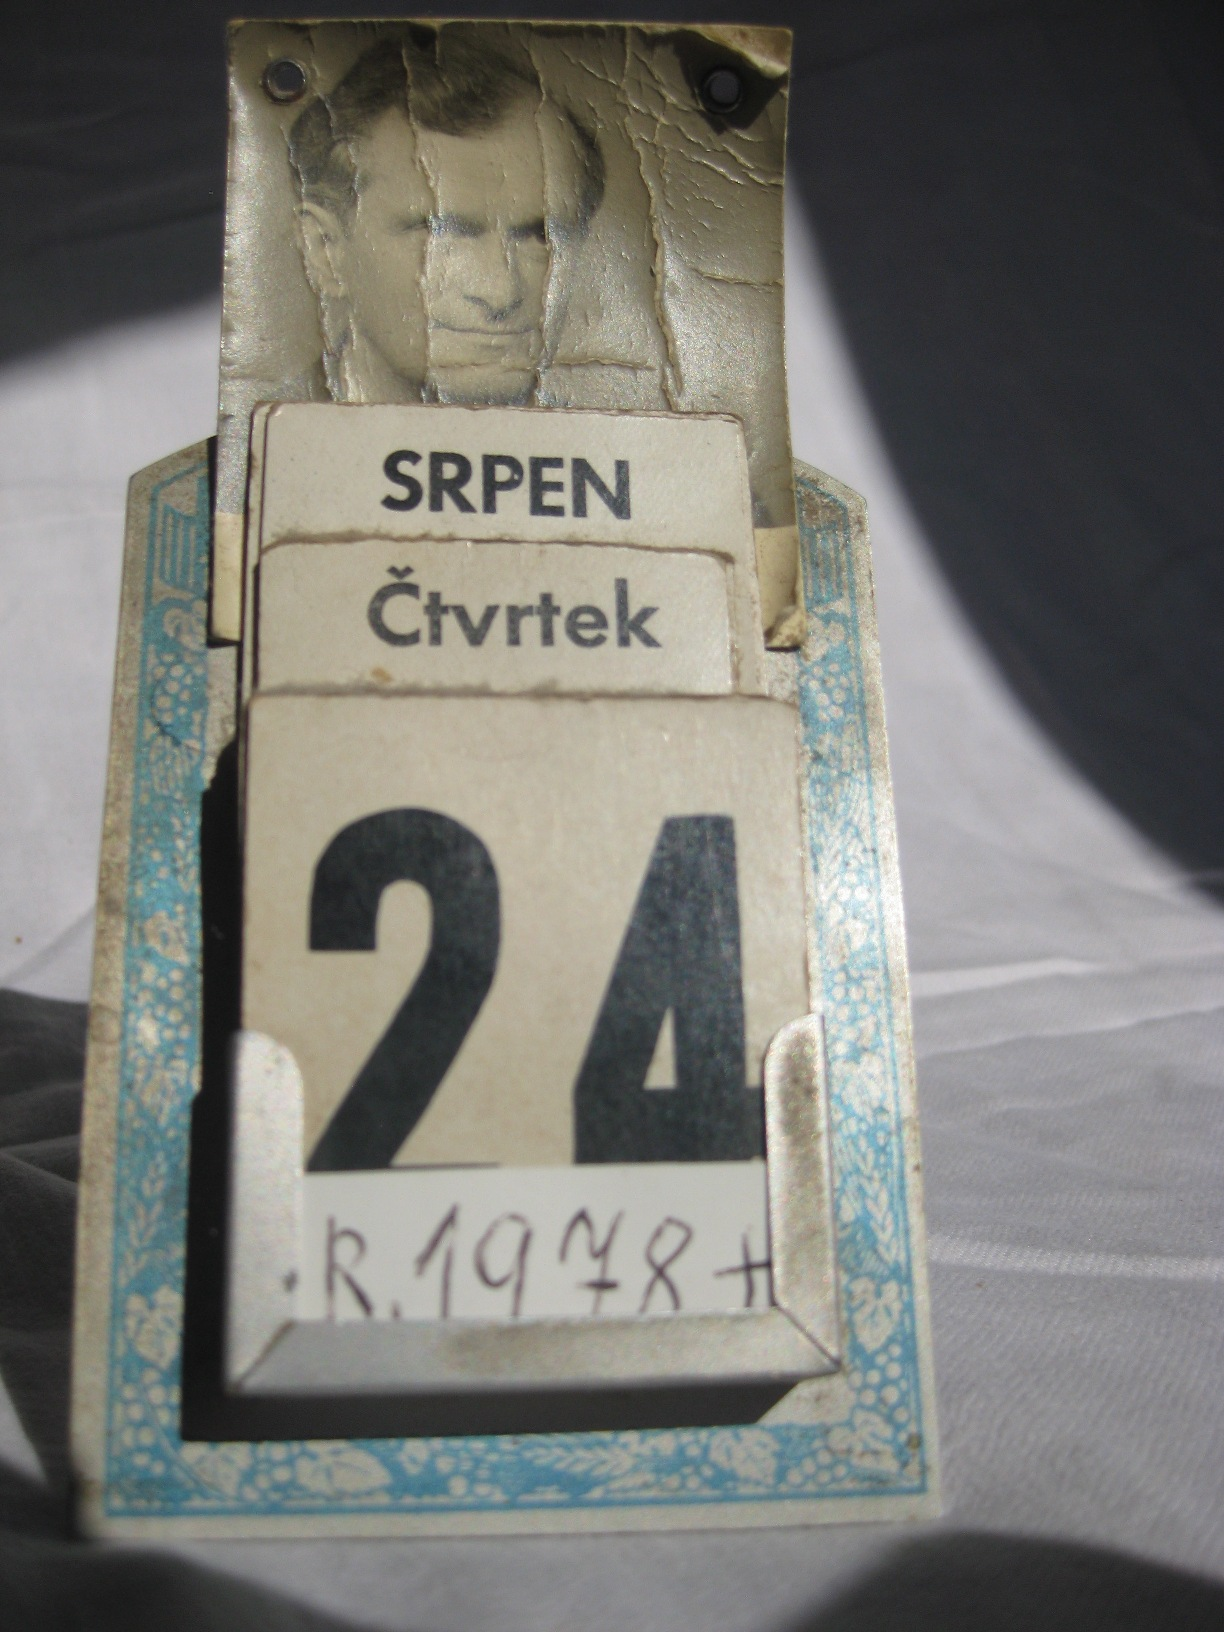 SRPEN
Čtvrtek
24
R. 1978 +